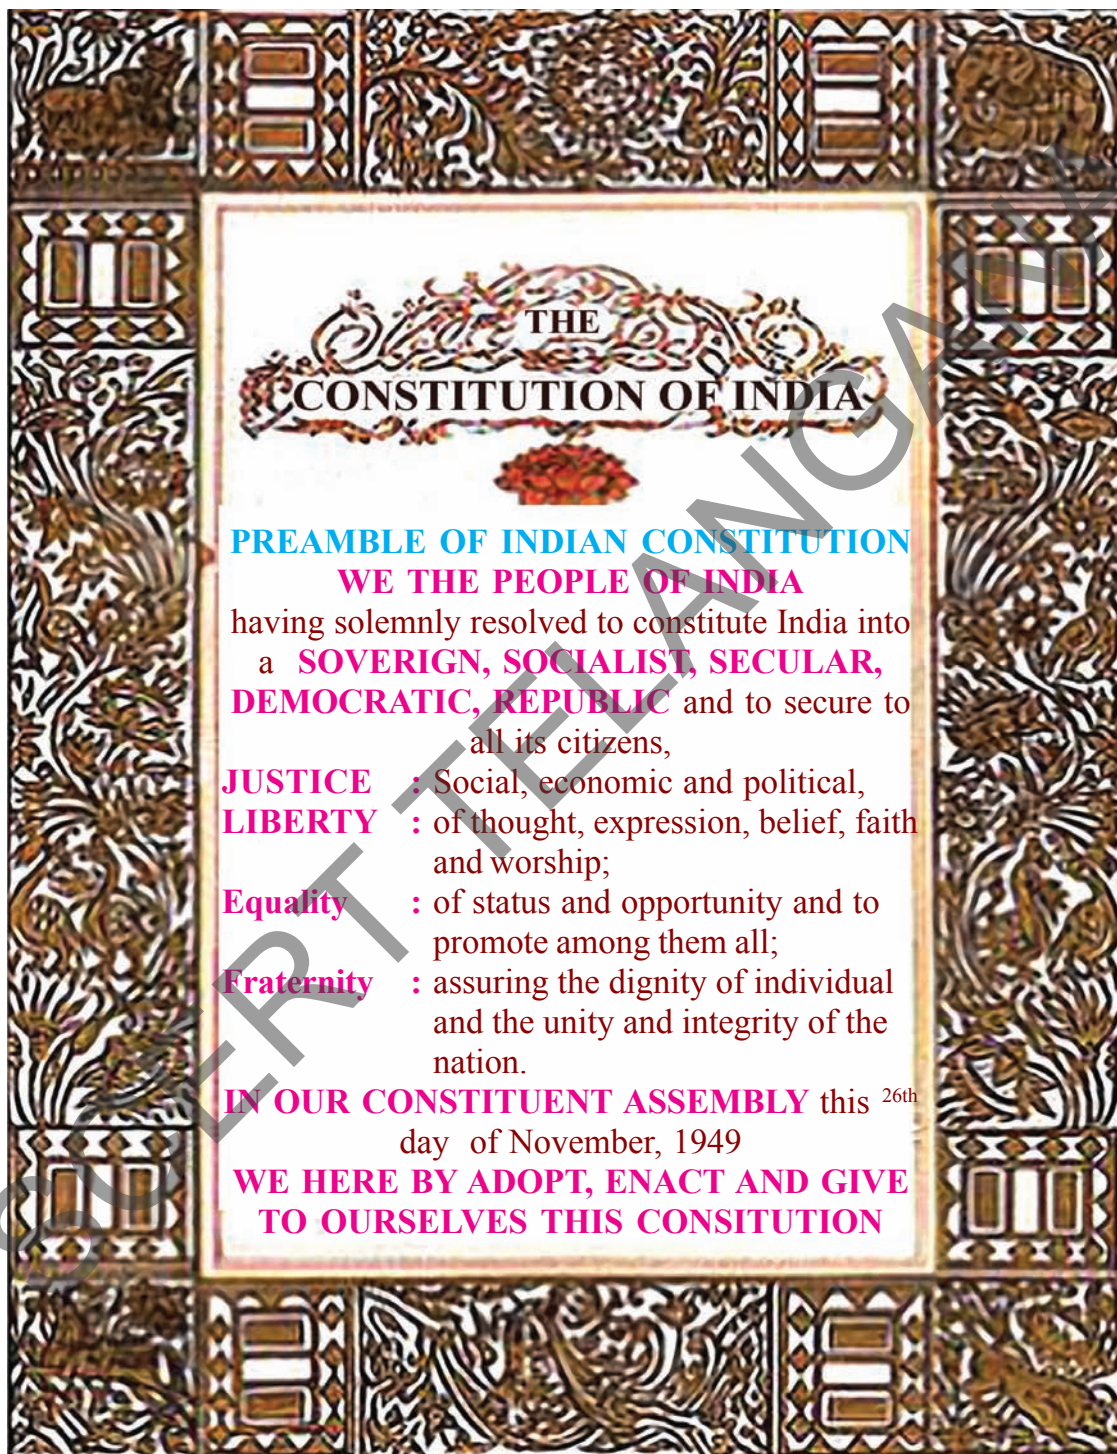 THE
CONSTITUTION OF INDIA
PREAMBLE OF INDIAN CONSTITUTION
WE THE PEOPLE OF INDIA
having solemnly resolved to constitute India into
a SOVERIGN, SOCIALIST, SECULAR,
DEMOCRATIC, REPUBLIC and to secure to
all its citizens,
JUSTICE : Social, economic and political,
LIBERTY : of thought, expression, belief, faith
and worship;
Equality : of status and opportunity and to
promote among them all;
Fraternity : assuring the dignity of individual
and the unity and integrity of the
nation.
IN OUR CONSTITUENT ASSEMBLY this 26th
day of November, 1949
WE HERE BY ADOPT, ENACT AND GIVE
TO OURSELVES THIS CONSITUTION
SCERT TELANGANA